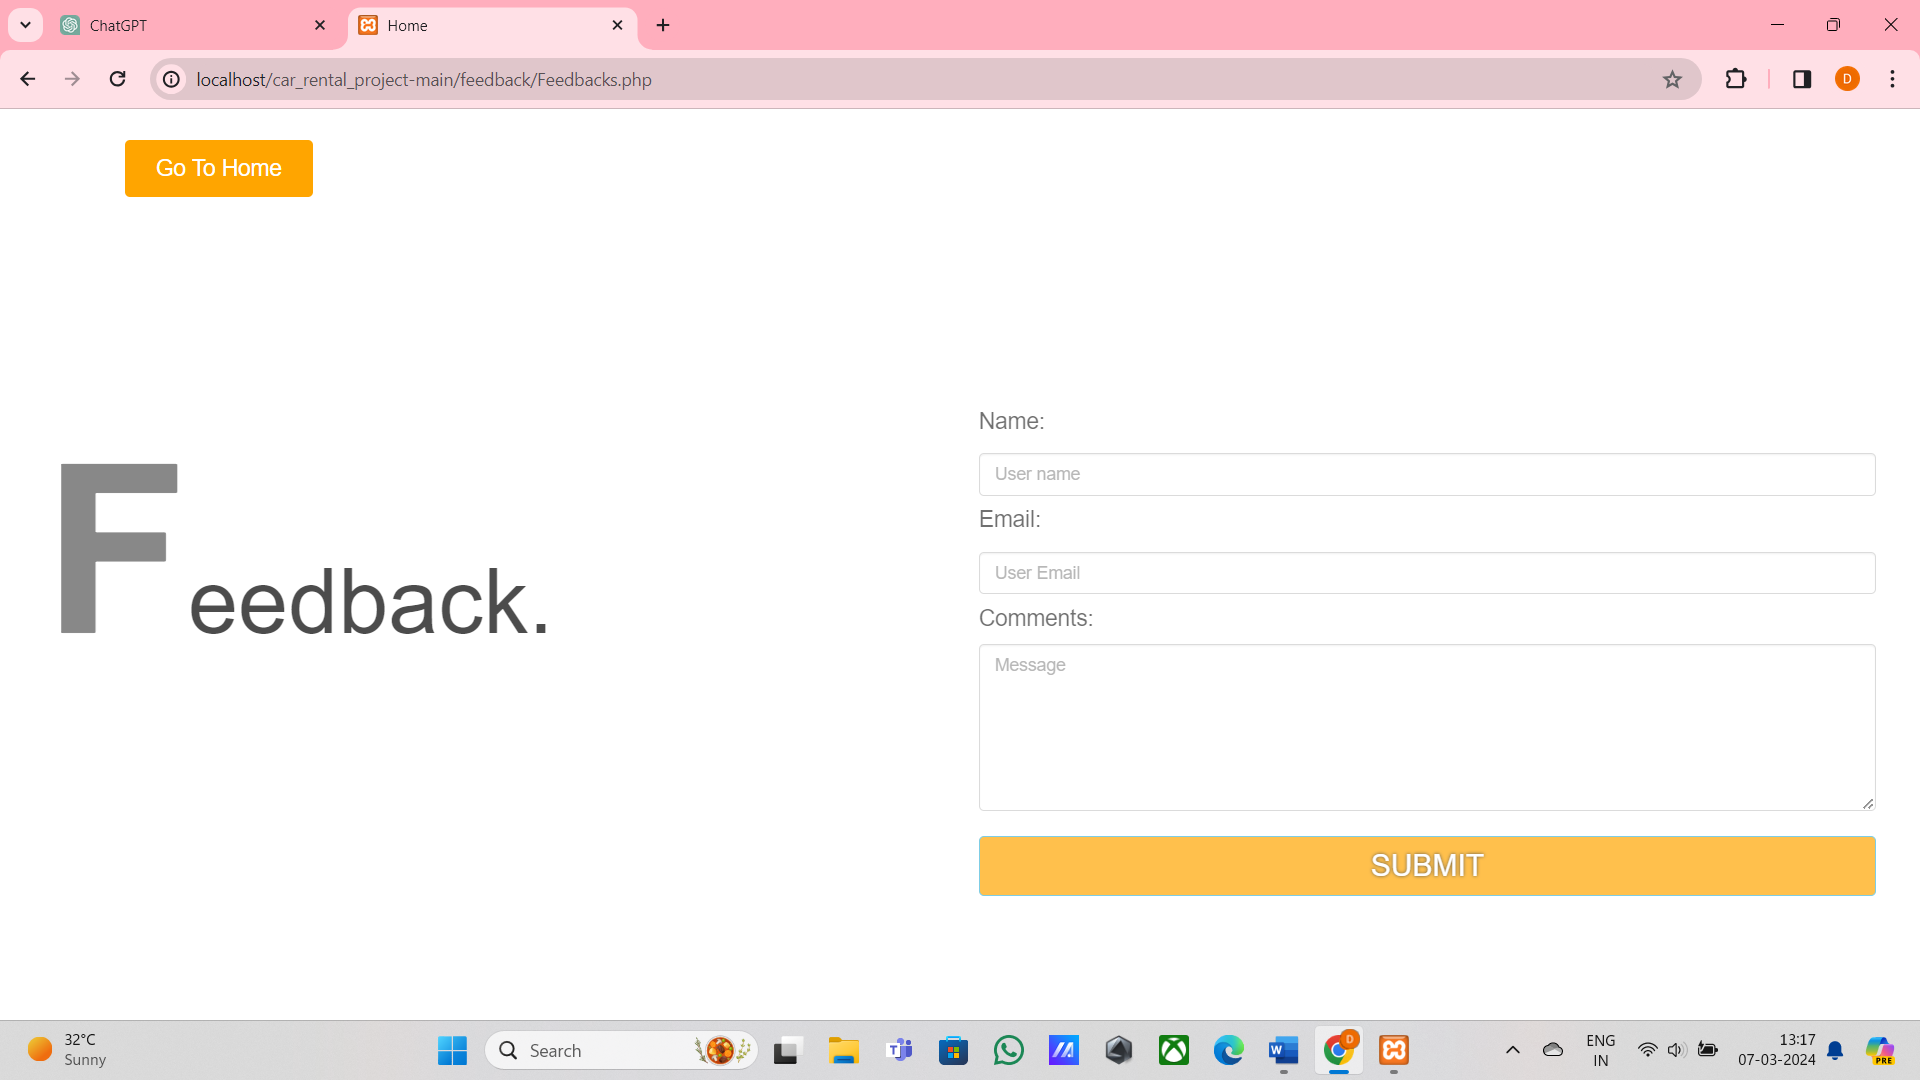 ChatGPT
Home
localhost/car_rental_project-main/feedback/Feedbacks.php
D
Go To Home
Feedback.
Name:
User name
Email:
User Email
Comments:
Message
SUBMIT
32°C
Sunny
Search
D
ENG
IN
13:17
07-03-2024
PRE